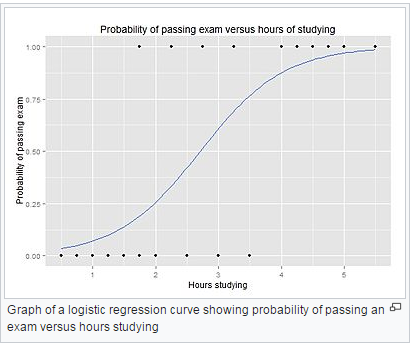 Probability of passing exam versus hours of studying
Probability of passing exam
1.00
0.75
0.50
0.25
0.00
1 2 3 4 5
Hours studying
Graph of a logistic regression curve showing probability of passing an
exam versus hours studying